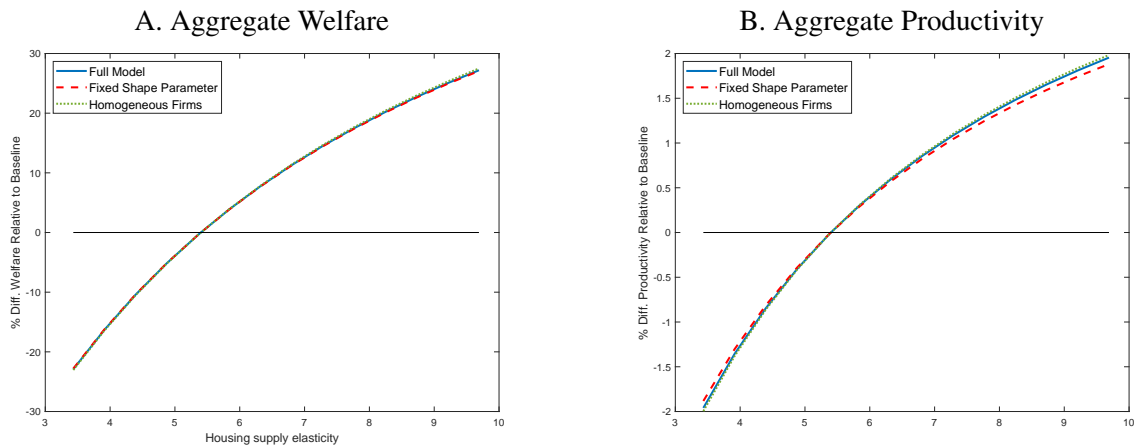 A. Aggregate Welfare
30
20
10
0
-10
-20
-30
3 4 5 6 7 8 9 10
% Diff. Welfare Relative to Baseline
Housing supply elasticity
Full Model
Fixed Shape Parameter
Homogeneous Firms
B. Aggregate Productivity
2
1.5
1
0.5
0
-0.5
-1
-1.5
-2
3 4 5 6 7 8 9 10
% Diff. Productivity Relative to Baseline
Full Model
Fixed Shape Parameter
Homogeneous Firms